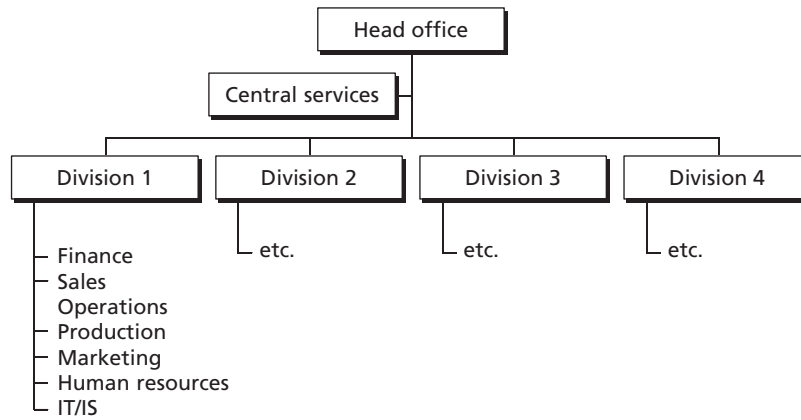 Head office
Central services
Division 1
Division 2
Division 3
Division 4
Finance
Sales
Operations
Production
Marketing
Human resources
IT/IS
etc.
etc.
etc.